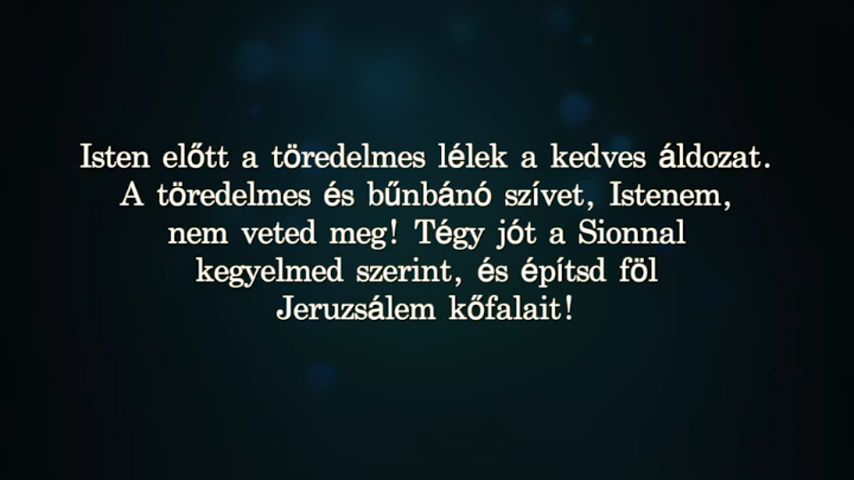 Isten előtt a töredelmes lélek a kedves áldozat.
A töredelmes és bűnbánó szívet, Istenem,
nem veted meg! Tégy jót a Sionnal
kegyelmed szerint, és építsd föl
Jeruzsálem kőfalait!